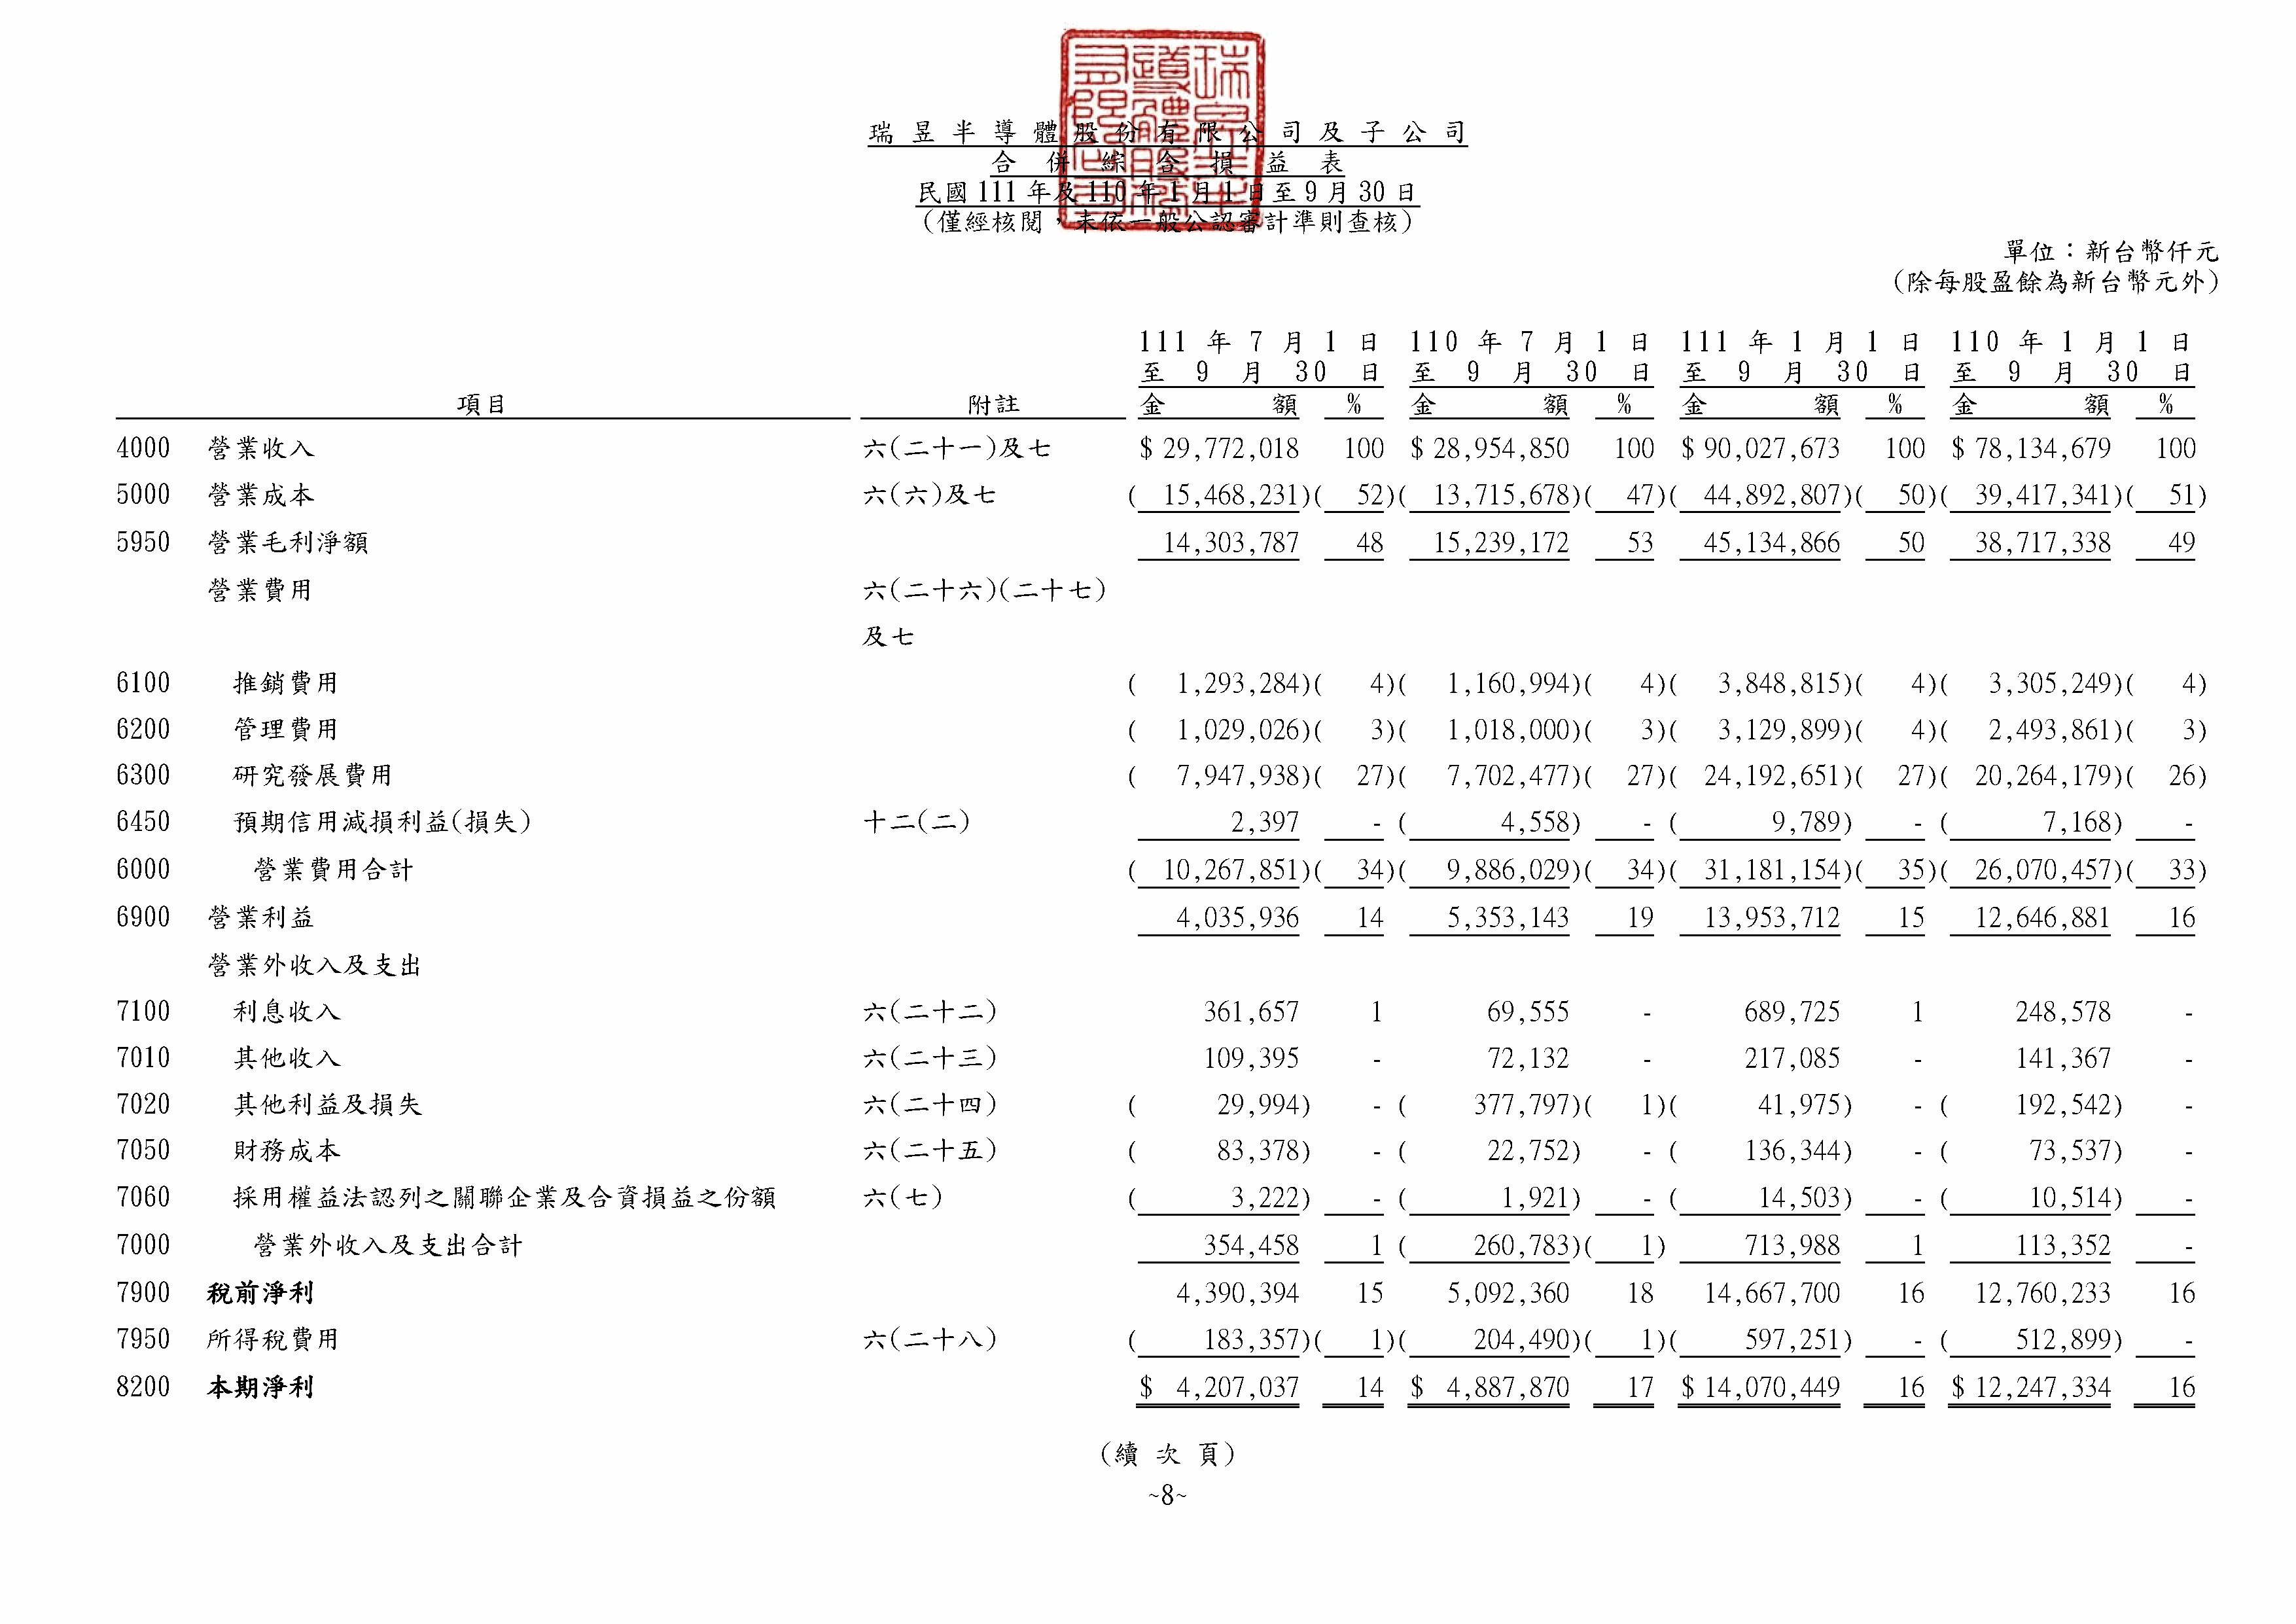 瑞昱半導體股份有限公司及子公司
合併綜合損益表
民國 111 年及 110 年 1 月 1 日至 9 月 30 日
(僅經核閱，未依一般公認審計準則查核)
單位：新台幣仟元
(除每股盈餘為新台幣元外)
111 年 7 月 1 日 110 年 7 月 1 日 111 年 1 月 1 日 110 年 1 月 1 日
至 9 月 30 日 至 9 月 30 日 至 9 月 30 日 至 9 月 30 日
項目 附註 金額 % 金額 % 金額 % 金額 %
4000 營業收入 六(二十一)及七 $ 29,772,018 100 $ 28,954,850 100 $ 90,027,673 100 $ 78,134,679 100
5000 營業成本 六(六)及七 ( 15,468,231)( 52)( 13,715,678)( 47)( 44,892,807)( 50)( 39,417,341)( 51)
5950 營業毛利淨額 14,303,787 48 15,239,172 53 45,134,866 50 38,717,338 49
營業費用 六(二十六)(二十七)
及七
6100 推銷費用 ( 1,293,284)( 4)( 1,160,994)( 4)( 3,848,815)( 4)( 3,305,249)( 4)
6200 管理費用 ( 1,029,026)( 3)( 1,018,000)( 3)( 3,129,899)( 4)( 2,493,861)( 3)
6300 研究發展費用 ( 7,947,938)( 27)( 7,702,477)( 27)( 24,192,651)( 27)( 20,264,179)( 26)
6450 預期信用減損利益(損失) 十二(二) 2,397 - ( 4,558) - ( 9,789) - ( 7,168) -
6000 營業費用合計 ( 10,267,851)( 34)( 9,886,029)( 34)( 31,181,154)( 35)( 26,070,457)( 33)
6900 營業利益 4,035,936 14 5,353,143 19 13,953,712 15 12,646,881 16
營業外收入及支出
7100 利息收入 六(二十二) 361,657 1 69,555 - 689,725 1 248,578 -
7010 其他收入 六(二十三) 109,395 - 72,132 - 217,085 - 141,367 -
7020 其他利益及損失 六(二十四) ( 29,994) - ( 377,797)( 1)( 41,975) - ( 192,542) -
7050 財務成本 六(二十五) ( 83,378) - ( 22,752) - ( 136,344) - ( 73,537) -
7060 採用權益法認列之關聯企業及合資損益之份額 六(七) ( 3,222) - ( 1,921) - ( 14,503) - ( 10,514) -
7000 營業外收入及支出合計 354,458 1 ( 260,783)( 1) 713,988 1 113,352 -
7900 稅前淨利 4,390,394 15 5,092,360 18 14,667,700 16 12,760,233 16
7950 所得稅費用 六(二十八) ( 183,357)( 1)( 204,490)( 1)( 597,251) - ( 512,899) -
8200 本期淨利 $ 4,207,037 14 $ 4,887,870 17 $ 14,070,449 16 $ 12,247,334 16
(續次頁)
~8~